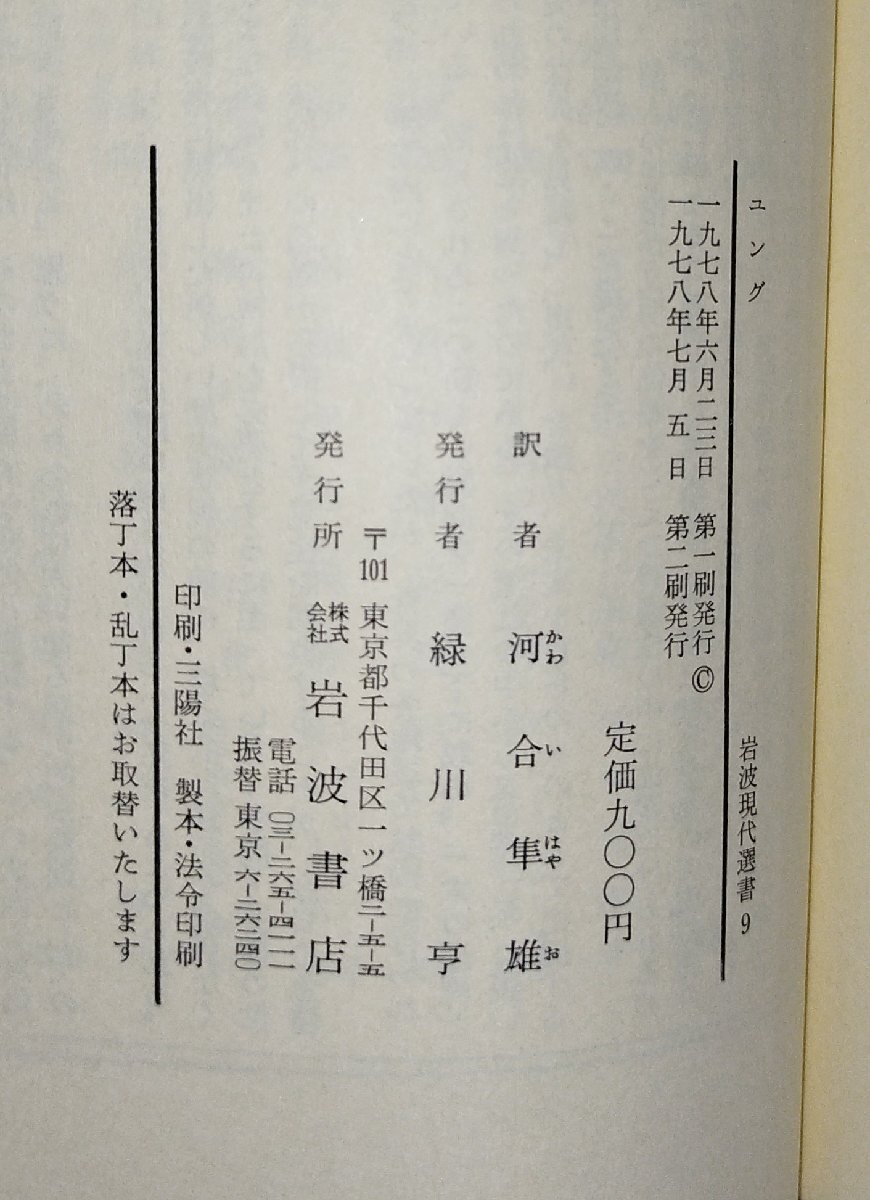 ユング
岩波現代選書 9
一九七八年六月二三日 第一刷発行 ©
一九七八年七月 五 日 第二刷発行
定価九〇〇円
訳者 河合隼雄
かわ い はや お
発行者 緑川亨
〒101 東京都千代田区一ツ橋二-五-五
発行所 株式会社 岩波書店
電話 〇三-二六五-四一一一
振替 東京 六-二六二四〇
印刷・三陽社 製本・法令印刷
落丁本・乱丁本はお取替いたします